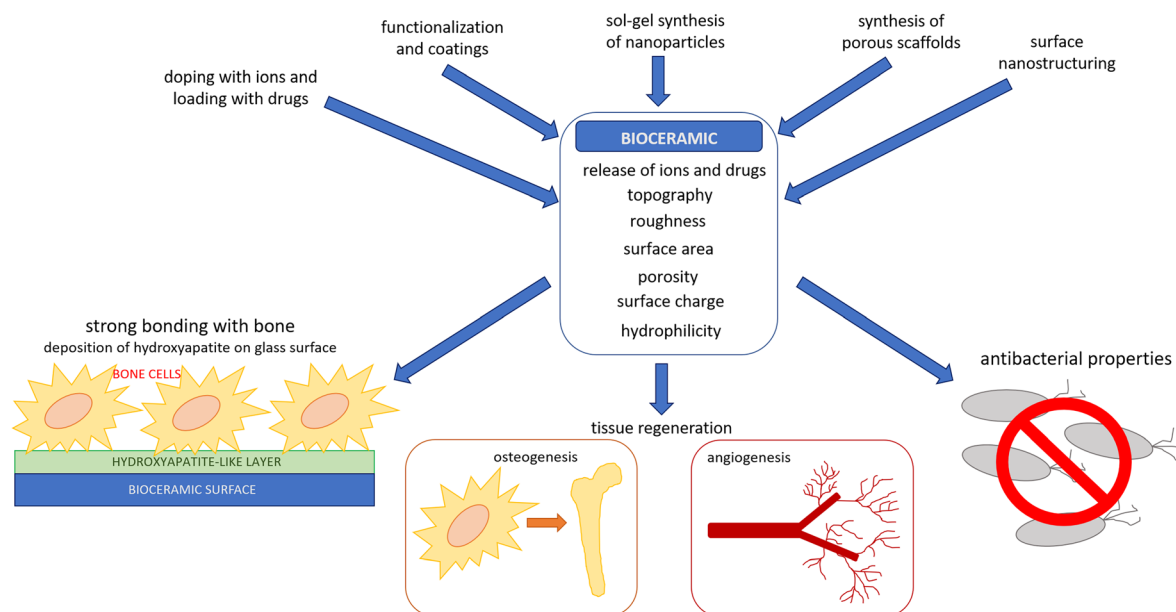 doping with ions and
loading with drugs
functionalization
and coatings
sol-gel synthesis
of nanoparticles
synthesis of
porous scaffolds
surface
nanostructuring
BIOCERAMIC
release of ions and drugs
topography
roughness
surface area
porosity
surface charge
hydrophilicity
strong bonding with bone
deposition of hydroxyapatite on glass surface
BONE CELLS
HYDROXYAPATITE-LIKE LAYER
BIOCERAMIC SURFACE
tissue regeneration
osteogenesis
angiogenesis
antibacterial properties